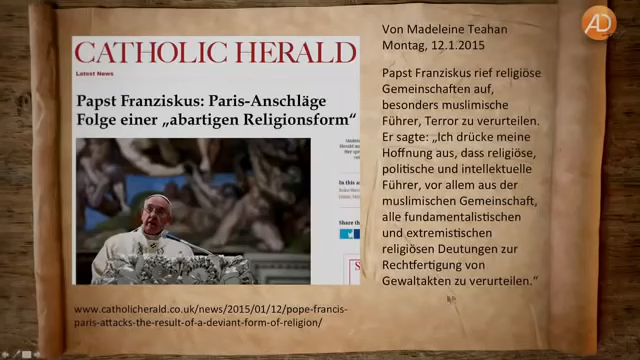 CATHOLIC HERALD
Latest News
Papst Franziskus: Paris-Anschläge
Folge einer „abartigen Religionsform“
Share th
Von Madeleine Teahan
Montag, 12.1.2015
Papst Franziskus rief religiöse
Gemeinschaften auf,
besonders muslimische
Führer, Terror zu verurteilen.
Er sagte: „Ich drücke meine
Hoffnung aus, dass religiöse,
politische und intellektuelle
Führer, vor allem aus der
muslimischen Gemeinschaft,
alle fundamentalistischen
und extremistischen
religiösen Deutungen zur
Rechtfertigung von
Gewaltakten zu verurteilen.“
www.catholicherald.co.uk/news/2015/01/12/pope-francis-
paris-attacks-the-result-of-a-deviant-form-of-religion/
AD